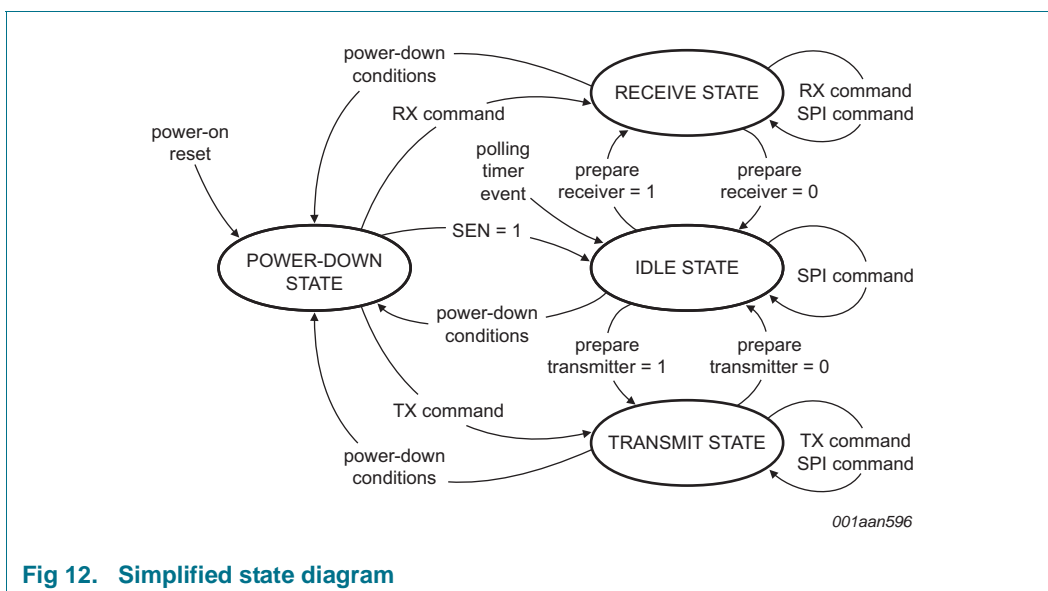 power-down
conditions
RECEIVE STATE
RX command
SPI command
RX command
power-on
reset
polling
timer
event
prepare
receiver = 1
prepare
receiver = 0
SEN = 1
POWER-DOWN
STATE
IDLE STATE
SPI command
power-down
conditions
prepare
transmitter = 1
prepare
transmitter = 0
TX command
TRANSMIT STATE
TX command
SPI command
power-down
conditions
001aan596
Fig 12. Simplified state diagram